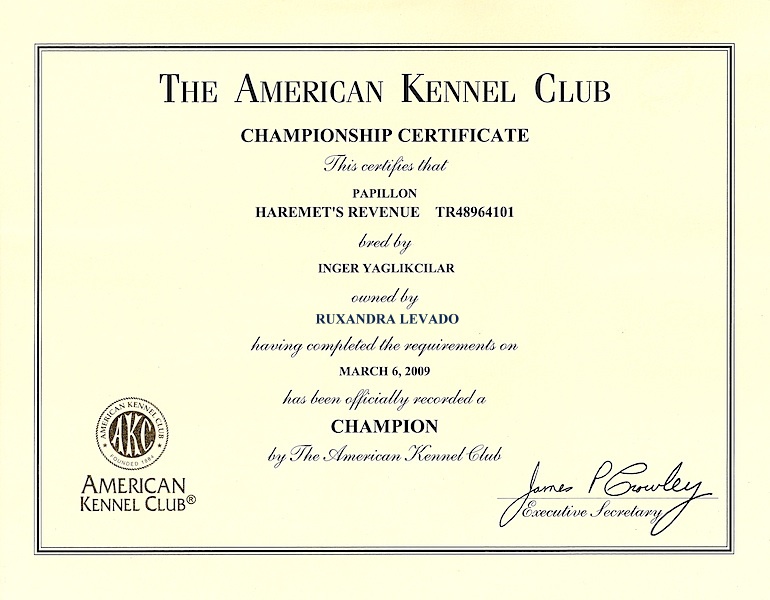 THE AMERICAN KENNEL CLUB
CHAMPIONSHIP CERTIFICATE
This certifies that
PAPILLON
HAREMET'S REVENUE TR48964101
bred by
INGER YAGLIKCILAR
owned by
RUXANDRA LEVADO
having completed the requirements on
MARCH 6, 2009
has been officially recorded a
CHAMPION
by The American Kennel Club
AMERICAN KENNEL CLUB
AKC
FOUNDED 1884
AMERICAN
KENNEL CLUB®
James P Crowley
Executive Secretary